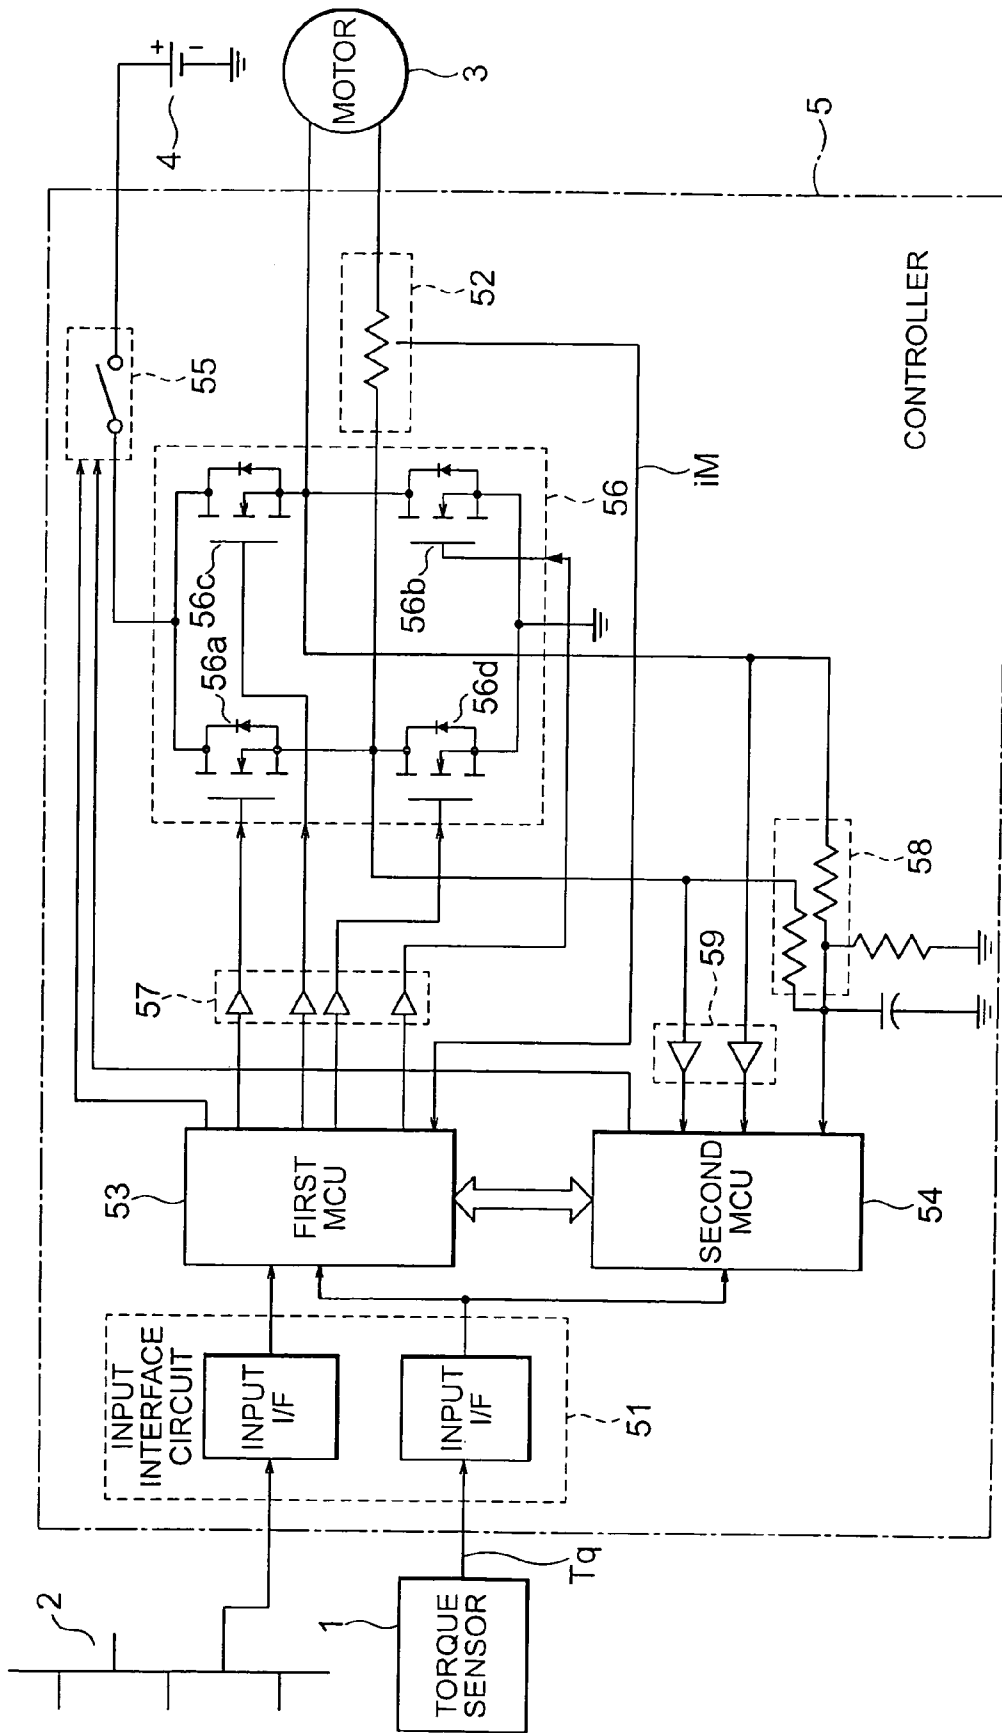 2
1
TORQUE
SENSOR
Tq
INPUT
INTERFACE
CIRCUIT
INPUT
I/F
INPUT
I/F
51
53
FIRST
MCU
SECOND
MCU
54
57
59
58
56a
56c
56d
56b
56
55
52
iM
4
+
-
MOTOR
3
5
CONTROLLER